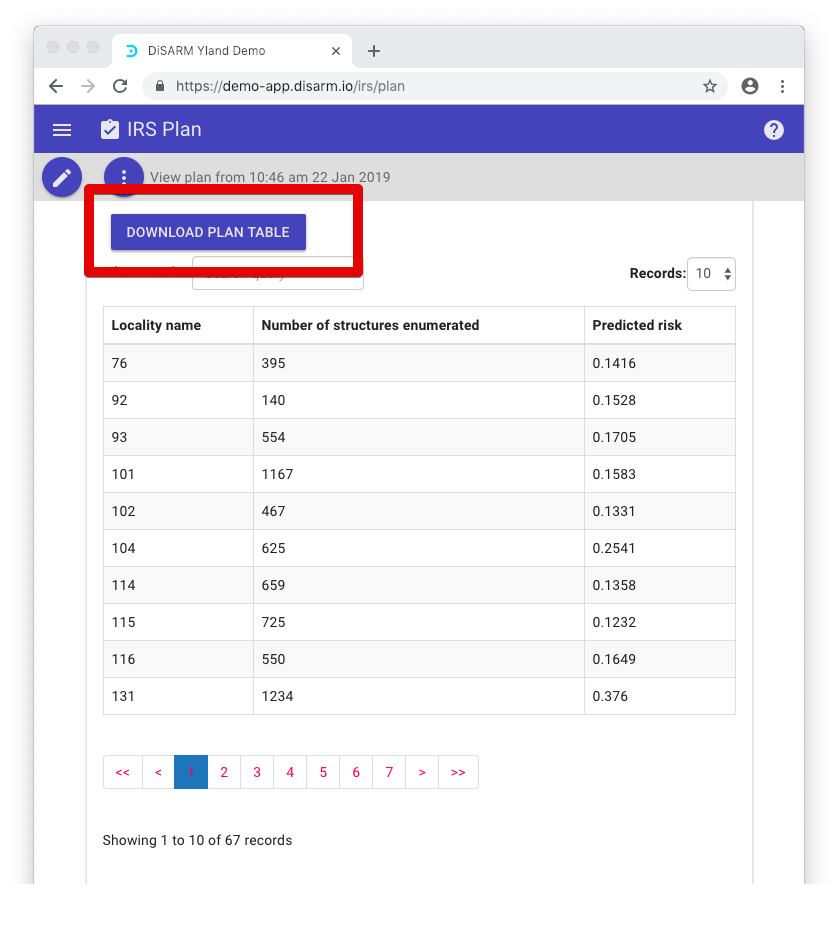 DiSARM Yland Demo
https://demo-app.disarm.io/irs/plan
IRS Plan
View plan from 10:46 am 22 Jan 2019
DOWNLOAD PLAN TABLE
Records: 10
Locality name Number of structures enumerated Predicted risk
76 395 0.1416
92 140 0.1528
93 554 0.1705
101 1167 0.1583
102 467 0.1331
104 625 0.2541
114 659 0.1358
115 725 0.1232
116 550 0.1649
131 1234 0.376
<< < 1 2 3 4 5 6 7 > >>
Showing 1 to 10 of 67 records